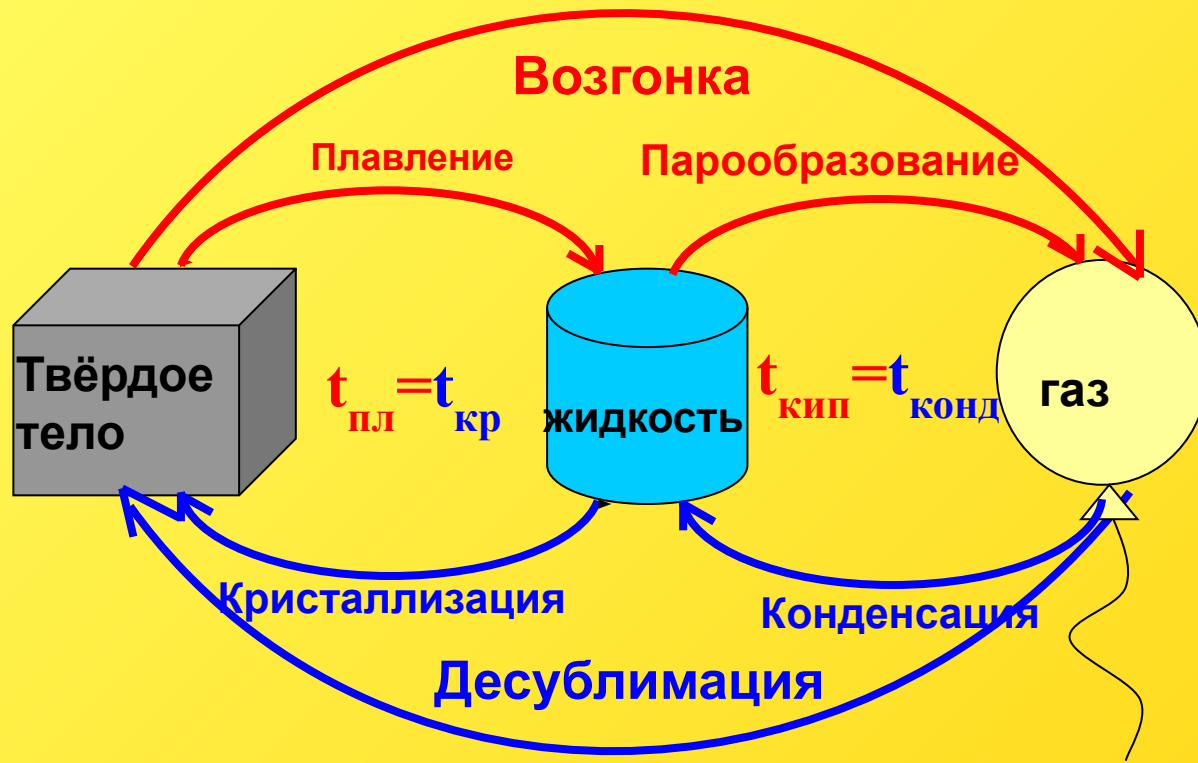 Возгонка
Плавление
Парообразование
Твёрдое
тело
tпл=tкр
жидкость
tкип=tконд
газ
Кристаллизация
Конденсация
Десублимация